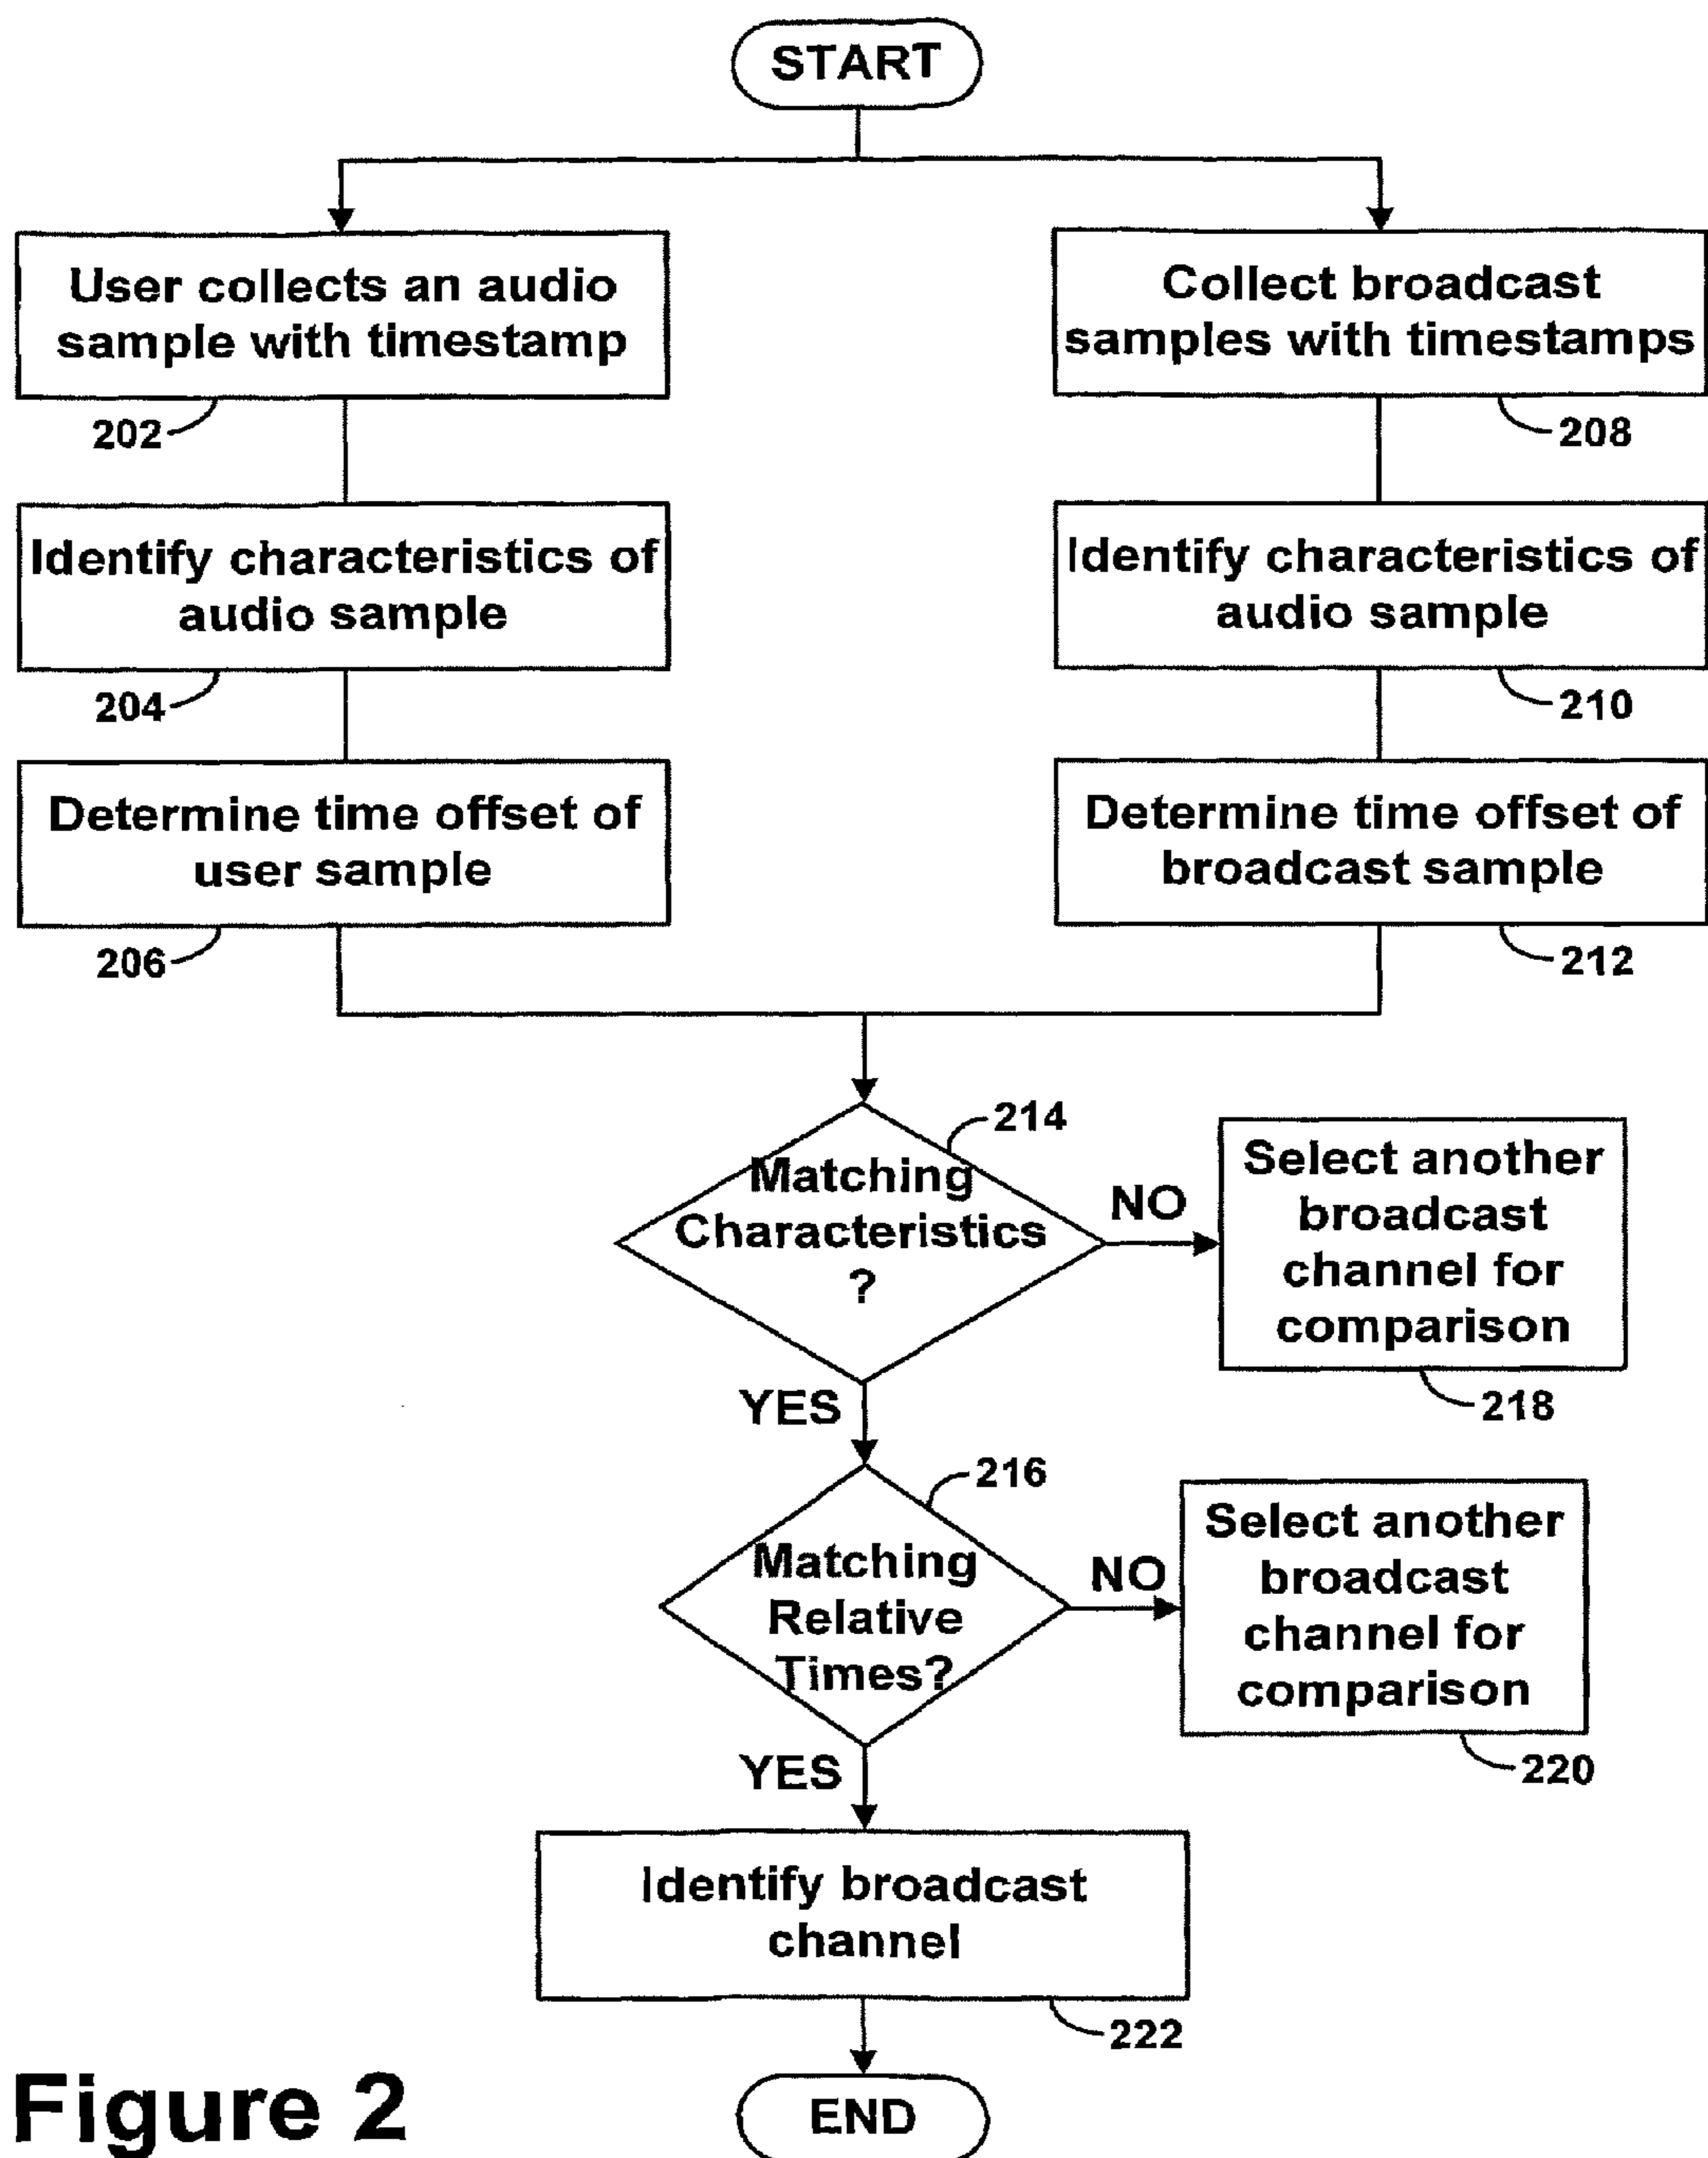 START
User collects an audio
sample with timestamp
202
Identify characteristics of
audio sample
204
Determine time offset of
user sample
206
Collect broadcast
samples with timestamps
208
Identify characteristics of
audio sample
210
Determine time offset of
broadcast sample
212
214
Matching
Characteristics
?
NO
Select another
broadcast
channel for
comparison
218
YES
216
Matching
Relative
Times?
NO
Select another
broadcast
channel for
comparison
220
YES
Identify broadcast
channel
222
END
Figure 2